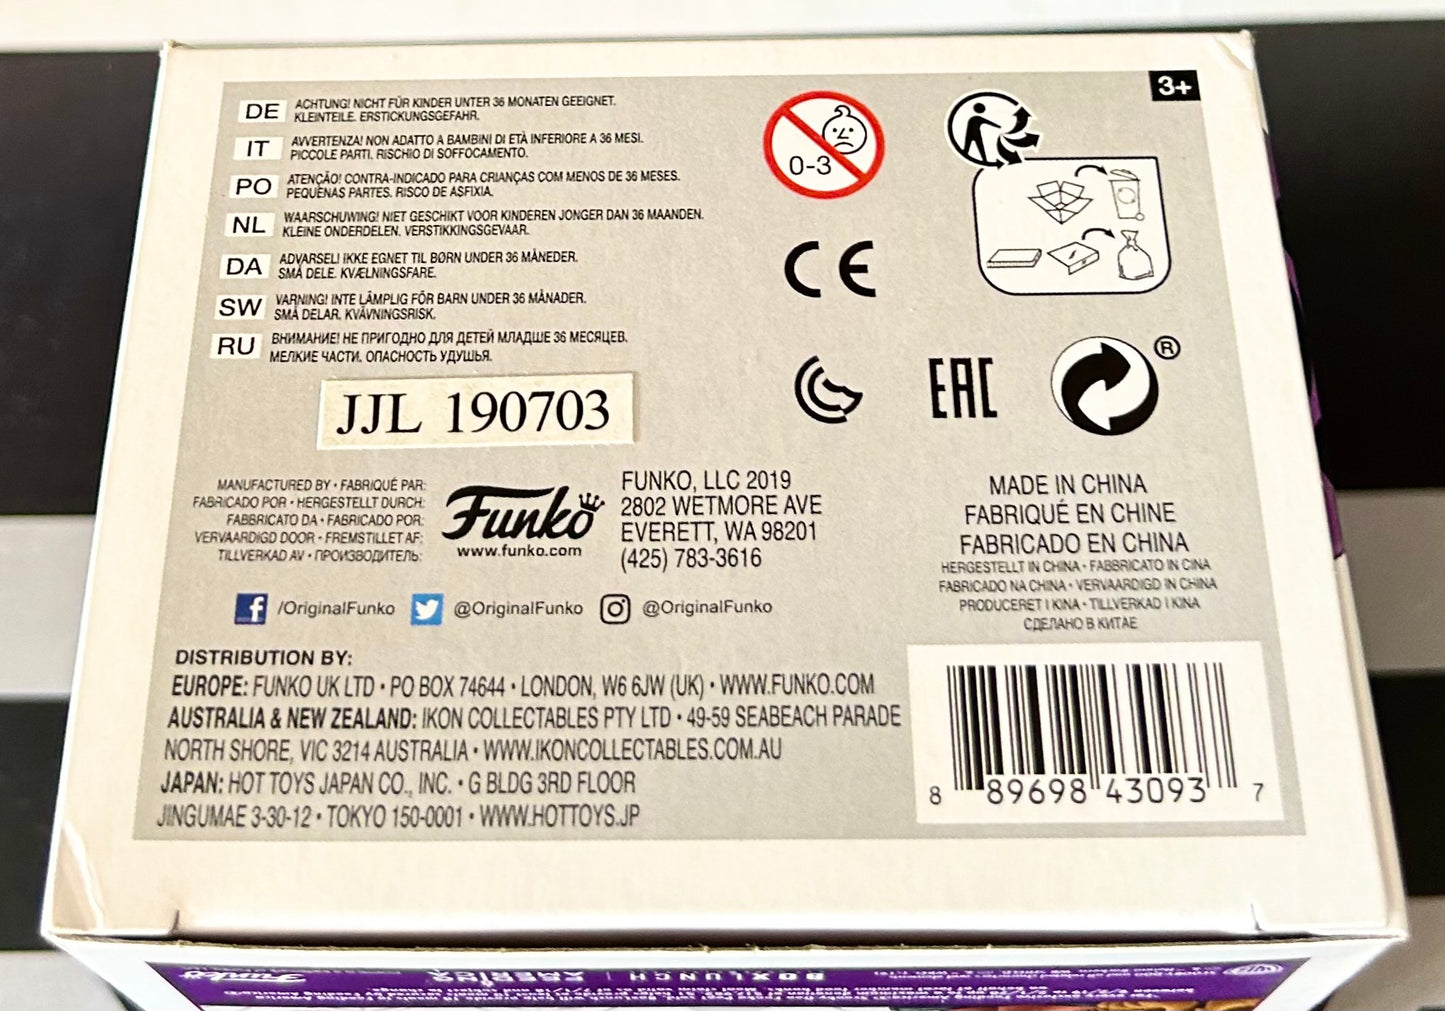 3+
DE ACHTUNG! NICHT FÜR KINDER UNTER 36 MONATEN GEEIGNET.
KLEINTEILE. ERSTICKUNGSGEFAHR.
IT AVVERTENZA! NON ADATTO A BAMBINI DI ETÀ INFERIORE A 36 MESI.
PICCOLE PARTI. RISCHIO DI SOFFOCAMENTO.
PO ATENÇÃO! CONTRA-INDICADO PARA CRIANÇAS COM MENOS DE 36 MESES.
PEQUENAS PARTES. RISCO DE ASFIXIA.
NL WAARSCHUWING! NIET GESCHIKT VOOR KINDEREN JONGER DAN 36 MAANDEN.
KLEINE ONDERDELEN. VERSTIKKINGSGEVAAR.
DA ADVARSEL! IKKE EGNET TIL BØRN UNDER 36 MÅNEDER.
SMÅ DELE. KVÆLNINGSFARE.
SW VARNING! INTE LÄMPLIG FÖR BARN UNDER 36 MÅNADER.
SMÅ DELAR. KVÄVNINGSRISK.
RU ВНИМАНИЕ! НЕ ПРИГОДНО ДЛЯ ДЕТЕЙ МЛАДШЕ 36 МЕСЯЦЕВ.
МЕЛКИЕ ЧАСТИ. ОПАСНОСТЬ УДУШЬЯ.
0-3
CE
EAC
®
JJL 190703
MANUFACTURED BY • FABRIQUÉ PAR:
FABRICADO POR • HERGESTELLT DURCH:
FABBRICATO DA • FABRICADO POR:
VERVAARDIGD DOOR • FREMSTILLET AF:
TILLVERKAD AV • ПРОИЗВОДИТЕЛЬ:
Funko
www.funko.com
FUNKO, LLC 2019
2802 WETMORE AVE
EVERETT, WA 98201
(425) 783-3616
MADE IN CHINA
FABRIQUÉ EN CHINE
FABRICADO EN CHINA
HERGESTELLT IN CHINA • FABBRICATO IN CINA
FABRICADO NA CHINA • VERVAARDIGD IN CHINA
PRODUCERET I KINA • TILLVERKAD I KINA
СДЕЛАНО В КИТАЕ
/OriginalFunko @OriginalFunko @OriginalFunko
DISTRIBUTION BY:
EUROPE: FUNKO UK LTD • PO BOX 74644 • LONDON, W6 6JW (UK) • WWW.FUNKO.COM
AUSTRALIA & NEW ZEALAND: IKON COLLECTABLES PTY LTD • 49-59 SEABEACH PARADE
NORTH SHORE, VIC 3214 AUSTRALIA • WWW.IKONCOLLECTABLES.COM.AU
JAPAN: HOT TOYS JAPAN CO., INC. • G BLDG 3RD FLOOR
JINGUMAE 3-30-12 • TOKYO 150-0001 • WWW.HOTTOYS.JP
8 89698 43093 7
Funko
BOXLUNCH